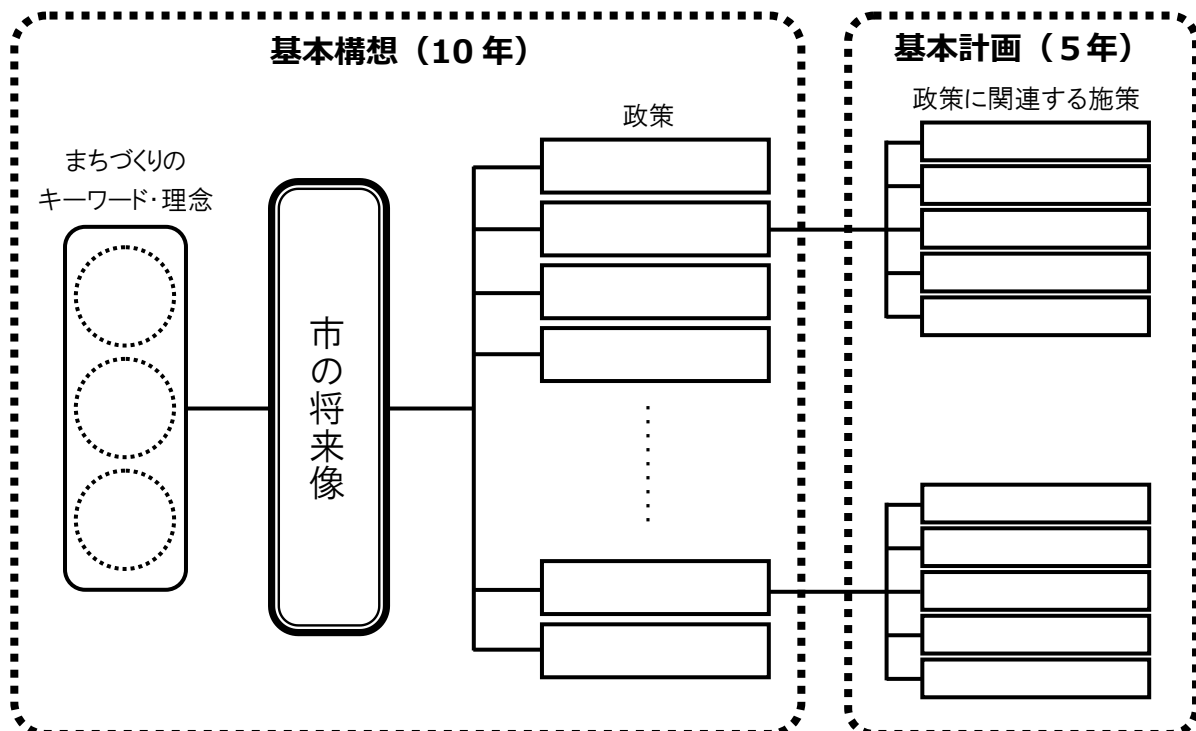 基本構想（10 年）
基本計画（５年）
政策に関連する施策
政策
まちづくりの
キーワード・理念
市の将来像